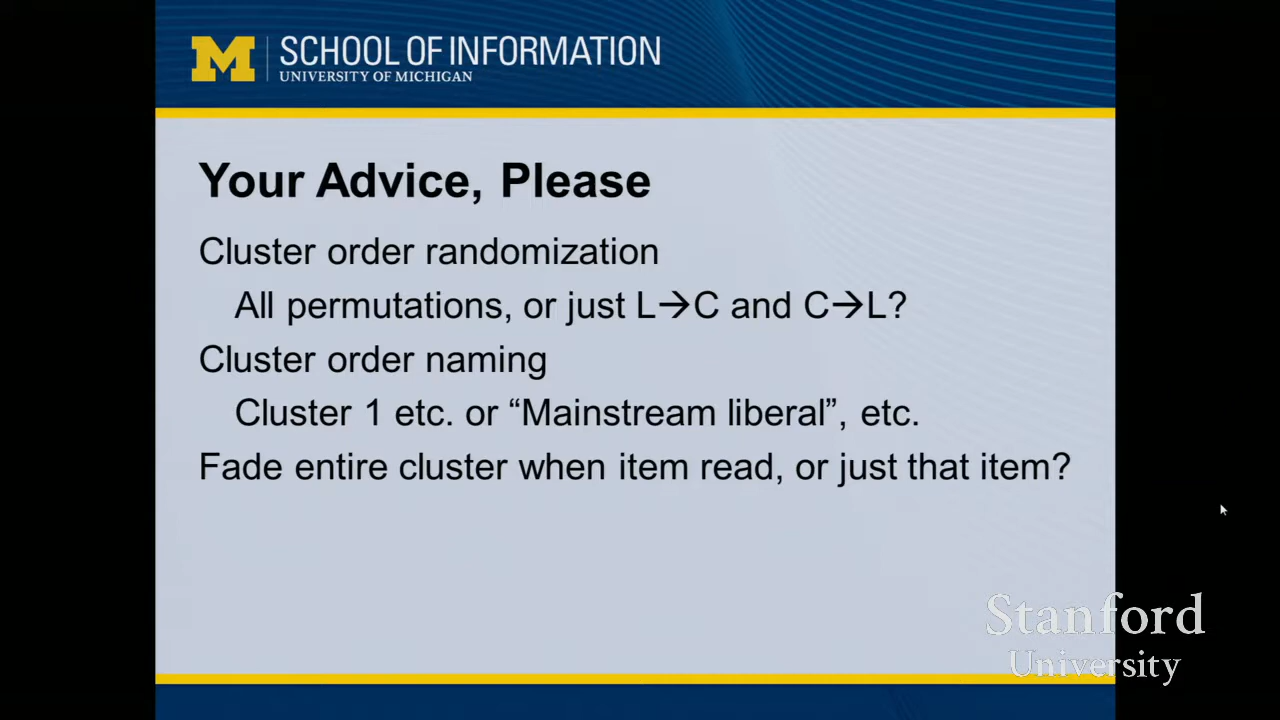 M SCHOOL OF INFORMATION
UNIVERSITY OF MICHIGAN
Your Advice, Please
Cluster order randomization
All permutations, or just L→C and C→L?
Cluster order naming
Cluster 1 etc. or “Mainstream liberal”, etc.
Fade entire cluster when item read, or just that item?
Stanford
University